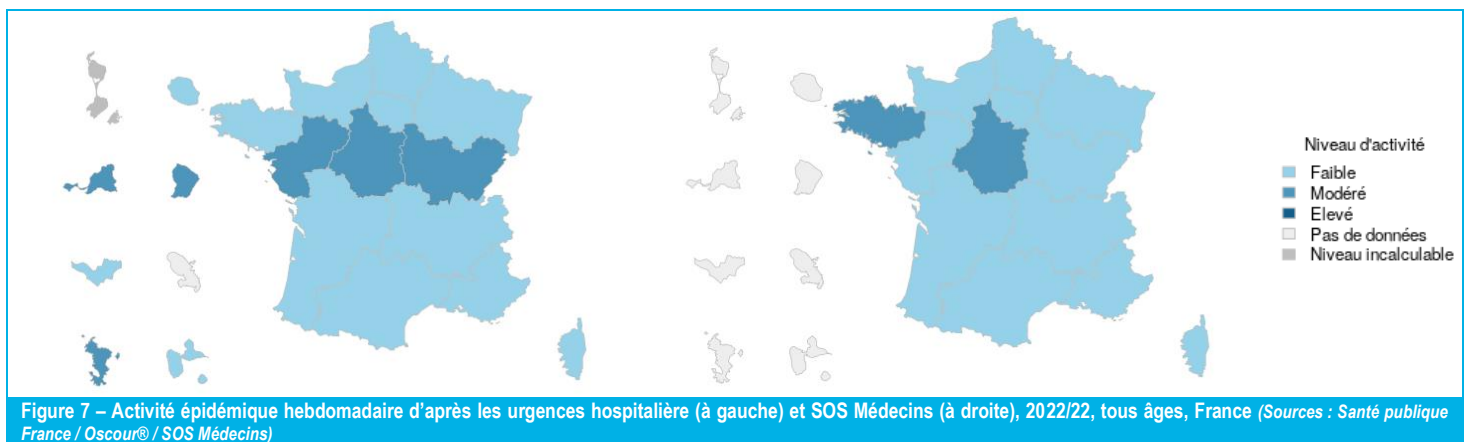 Niveau d'activité
Faible
Modéré
Elevé
Pas de données
Niveau incalculable
Figure 7 – Activité épidémique hebdomadaire d'après les urgences hospitalière (à gauche) et SOS Médecins (à droite), 2022/22, tous âges, France (Sources : Santé publique
France / Oscour® / SOS Médecins)